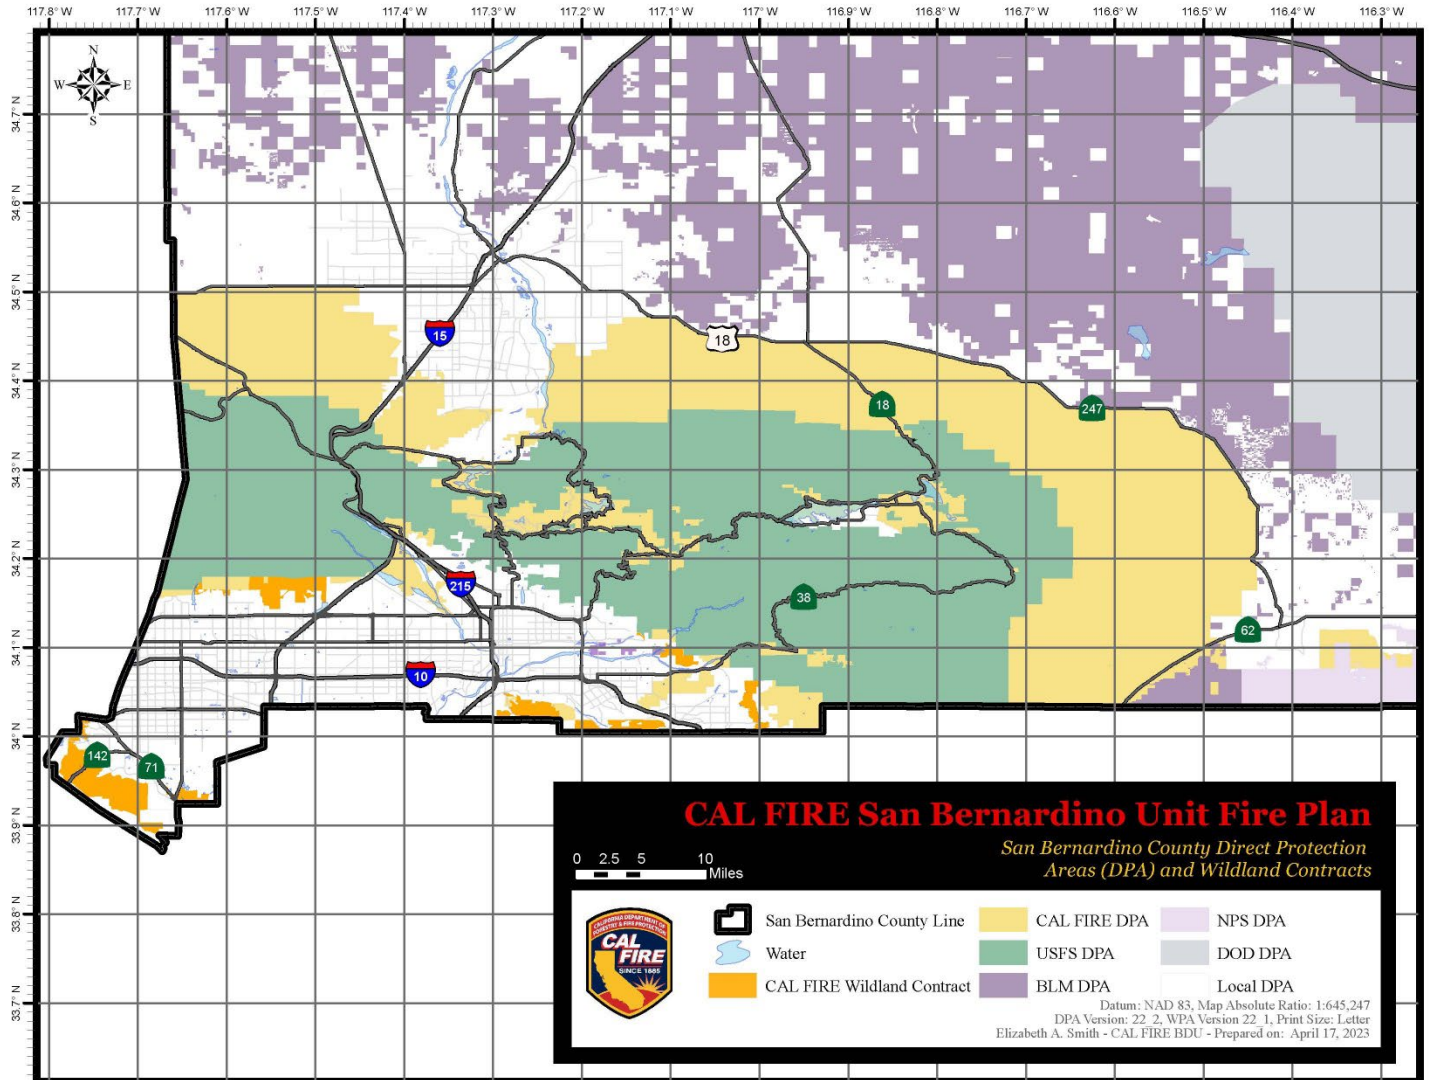 117.8°W 117.7°W 117.6°W 117.5°W 117.4°W 117.3°W 117.2°W 117.1°W 117°W 116.9°W 116.8°W 116.7°W 116.6°W 116.5°W 116.4°W 116.3°W
N
W E
S
34.7° N
34.6° N
34.5° N
15
18
34.4° N
18
247
34.3° N
34.2° N
215
38
62
34.1° N
10
34° N
142
71
33.9° N
33.8° N
33.7° N
CAL FIRE San Bernardino Unit Fire Plan
San Bernardino County Direct Protection
Areas (DPA) and Wildland Contracts
0 2.5 5 10
Miles
CALIFORNIA DEPARTMENT OF
FORESTRY & FIRE PROTECTION
CAL
FIRE
SINCE 1885
San Bernardino County Line
Water
CAL FIRE Wildland Contract
CAL FIRE DPA
USFS DPA
BLM DPA
NPS DPA
DOD DPA
Local DPA
Datum: NAD 83, Map Absolute Ratio: 1:645,247
DPA Version: 22_2, WPA Version 22_1, Print Size: Letter
Elizabeth A. Smith - CAL FIRE BDU - Prepared on: April 17, 2023